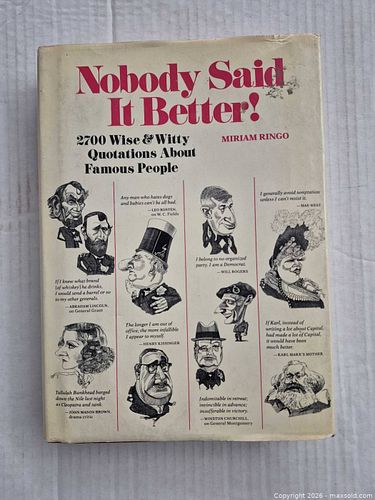 Nobody Said
It Better!
2700 Wise & Witty
Quotations About
Famous People
MIRIAM RINGO
Any man who hates dogs
and babies can't be all bad.
—LEO ROSTEN,
on W. C. Fields
I generally avoid temptation
unless I can't resist it.
—MAE WEST
I belong to no organized
party. I am a Democrat.
—WILL ROGERS
If I knew what brand
[of whiskey] he drinks,
I would send a barrel or so
to my other generals.
—ABRAHAM LINCOLN,
on General Grant
The longer I am out of
office, the more infallible
I appear to myself.
—HENRY KISSINGER
If Karl, instead of
writing a lot about Capital,
had made a lot of Capital,
it would have been
much better.
—KARL MARX'S MOTHER
Tallulah Bankhead barged
down the Nile last night
as Cleopatra and sank.
—JOHN MASON BROWN,
drama critic
Indomitable in retreat;
invincible in advance;
insufferable in victory.
—WINSTON CHURCHILL,
on General Montgomery
© Copyright 2026 - maxsold.com